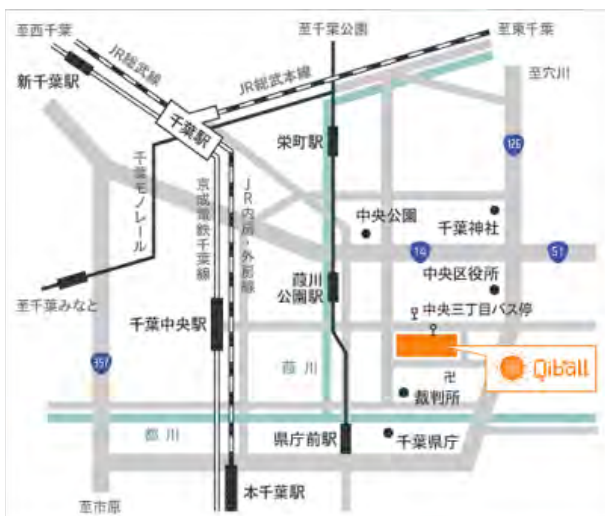 至西千葉
至千葉公園
至東千葉
新千葉駅
JR総武線
JR総武本線
至穴川
千葉駅
栄町駅
126
千葉モノレール
京成電鉄千葉線
JR内房・外房線
中央公園
千葉神社
14
51
中央区役所
葭川
公園駅
至千葉みなと
千葉中央駅
中央三丁目バス停
357
葭川
Qiball
卍
裁判所
都川
県庁前駅
千葉県庁
本千葉駅
至市原